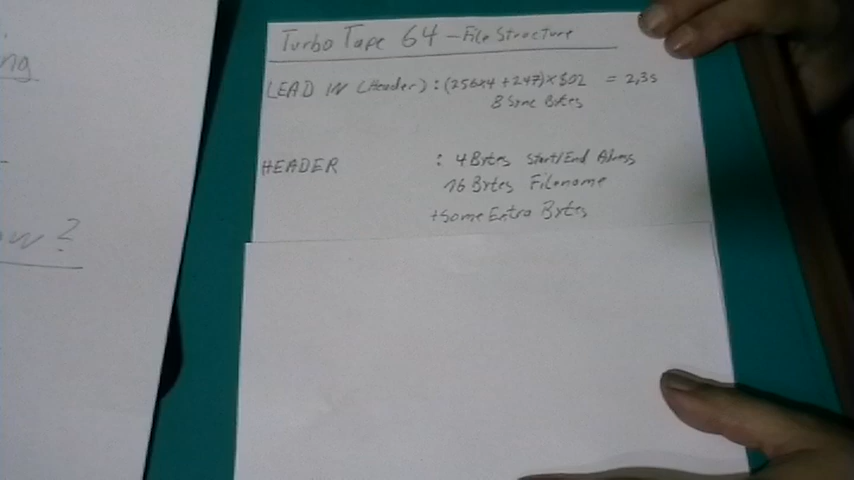 ng
ow?
Turbo Tape 64 - File Structure
LEAD IN (Header) : (256x4 + 247) x $02 = 2,3s
8 Sync Bytes
HEADER : 4 Bytes Start/End Adress
16 Bytes Filename
+ Some Extra Bytes